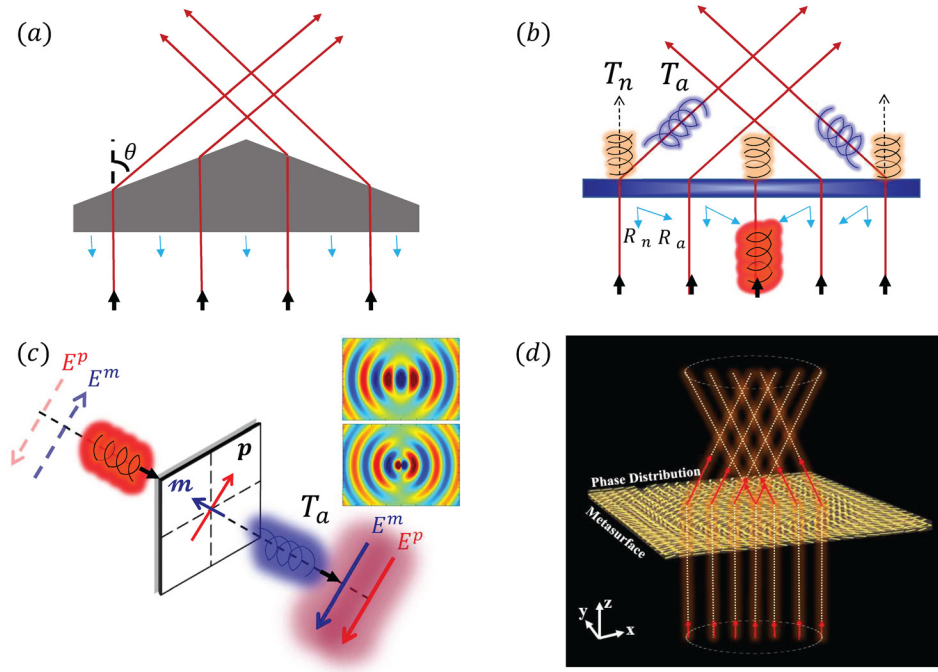 (a)
θ
(b)
T_n
T_a
R_n
R_a
(c)
E^p
E^m
m
p
T_a
E^m
E^p
(d)
Phase Distribution
Metasurface
z
y
x